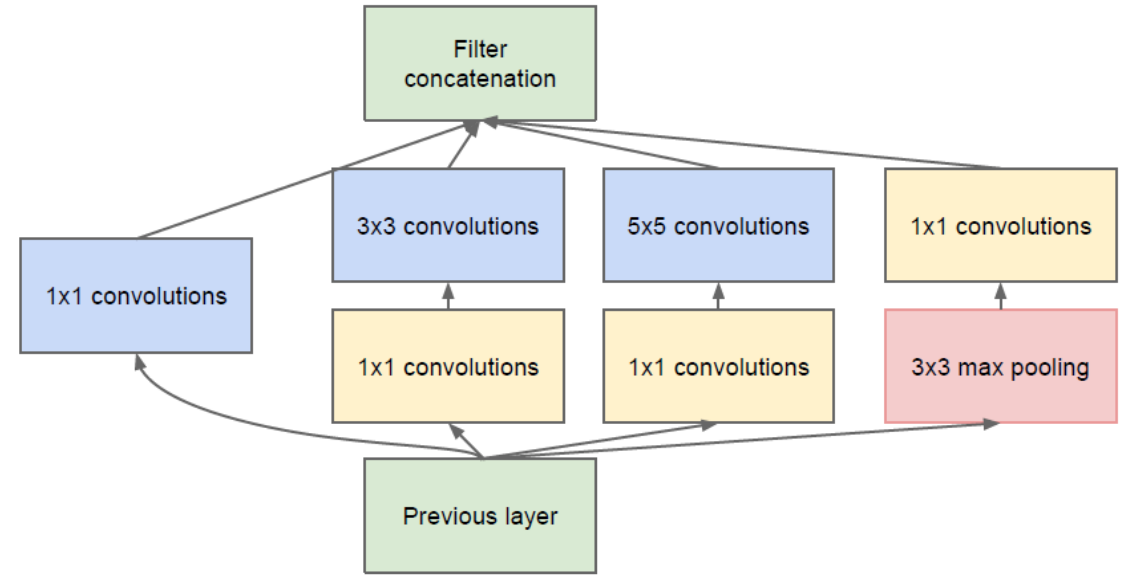 Filter
concatenation
3x3 convolutions
5x5 convolutions
1x1 convolutions
1x1 convolutions
1x1 convolutions
1x1 convolutions
3x3 max pooling
Previous layer